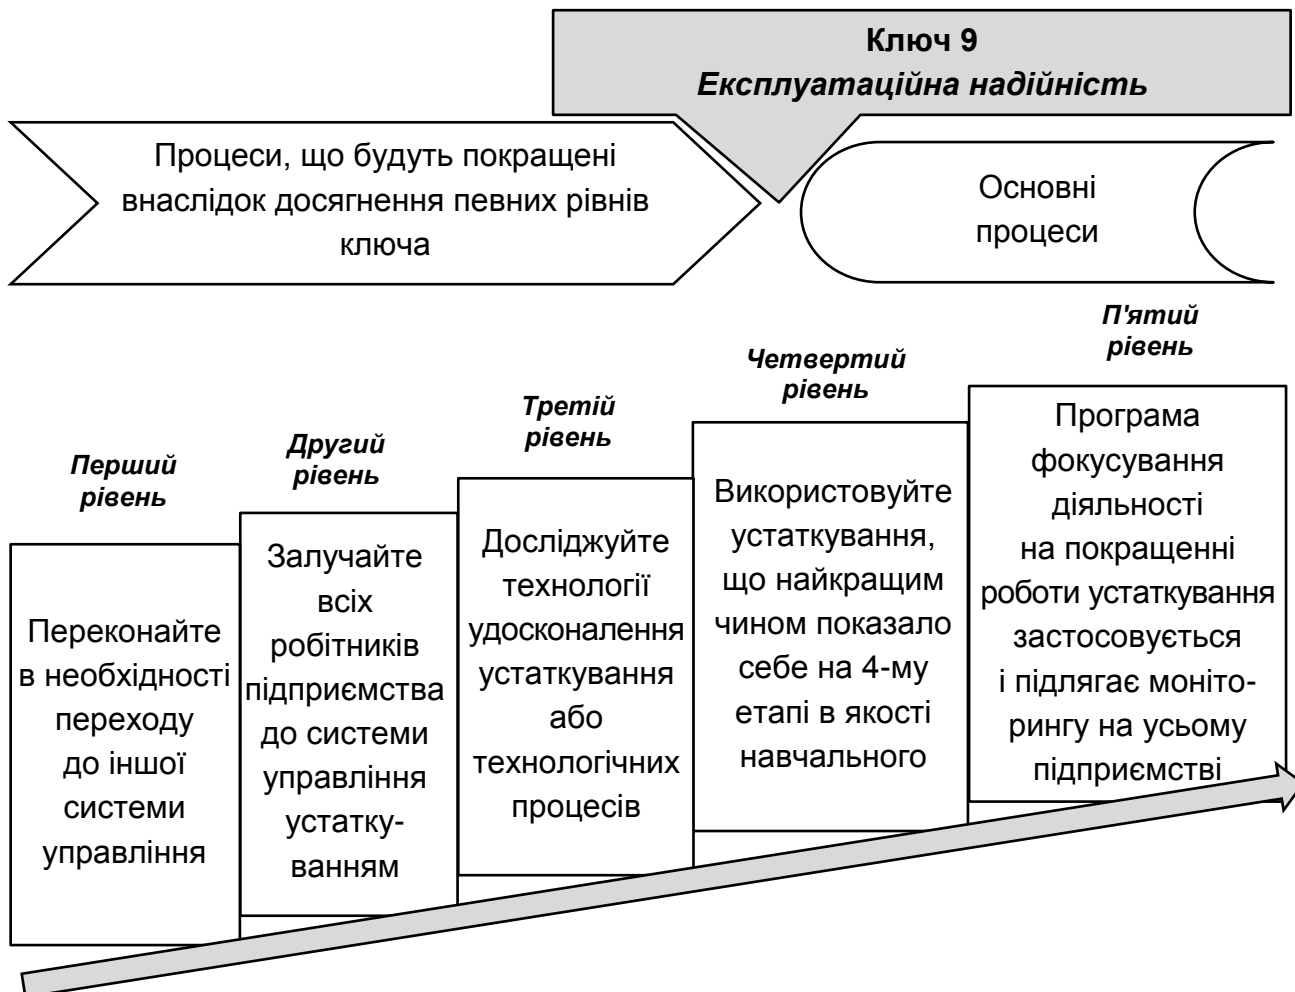 Ключ 9
Експлуатаційна надійність
Процеси, що будуть покращені
внаслідок досягнення певних рівнів
ключа
Основні
процеси
Перший
рівень
Переконайте
в необхідності
переходу
до іншої
системи
управління
Другий
рівень
Залучайте
всіх
робітників
підприємства
до системи
управління
устатку-
ванням
Третій
рівень
Досліджуйте
технології
удосконалення
устаткування
або
технологічних
процесів
Четвертий
рівень
Використовуйте
устаткування,
що найкращим
чином показало
себе на 4-му
етапі в якості
навчального
П'ятий
рівень
Програма
фокусування
діяльності
на покращенні
роботи устаткування
застосовується
і підлягає моніто-
рингу на усьому
підприємстві